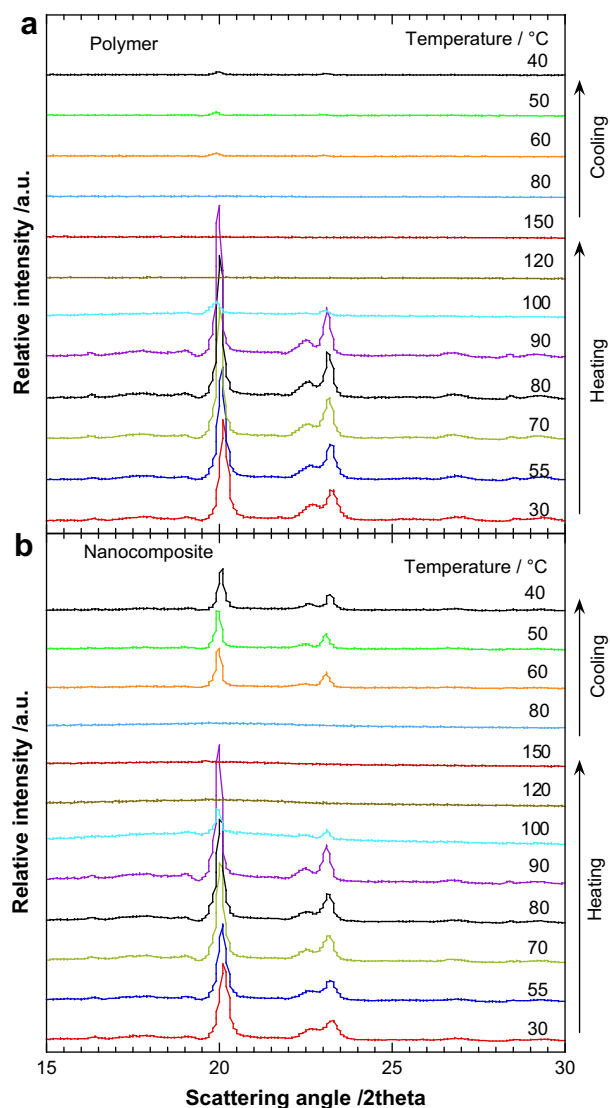 a
Polymer
Temperature / °C
40
50
60
80
150
120
100
90
80
70
55
30
Cooling
Heating
Relative intensity /a.u.
b
Nanocomposite
Temperature / °C
40
50
60
80
150
120
100
90
80
70
55
30
Cooling
Heating
Relative intensity /a.u.
15 20 25 30
Scattering angle /2theta